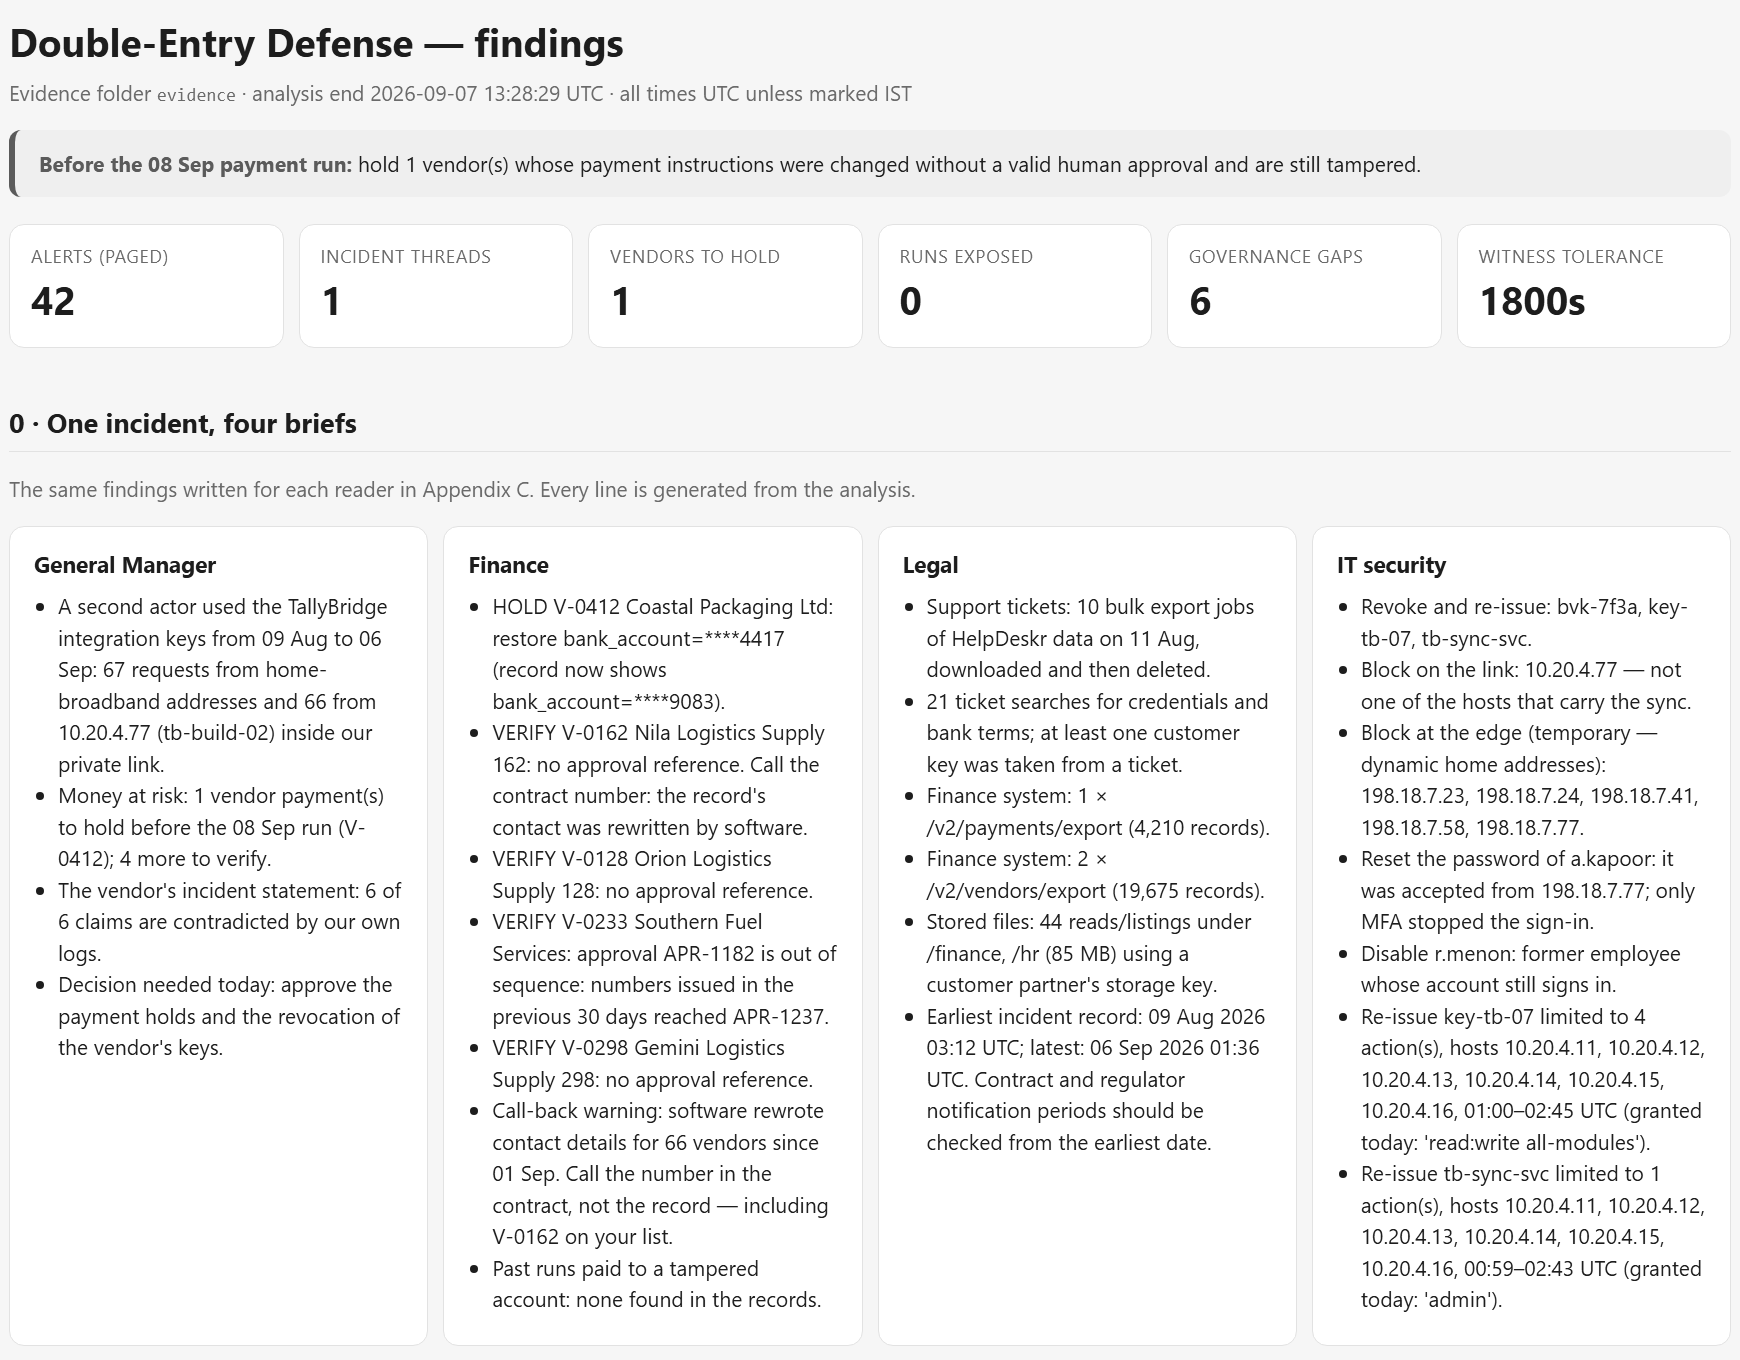 Double-Entry Defense — findings
Evidence folder evidence · analysis end 2026-09-07 13:28:29 UTC · all times UTC unless marked IST
Before the 08 Sep payment run: hold 1 vendor(s) whose payment instructions were changed without a valid human approval and are still tampered.
ALERTS (PAGED)
42
INCIDENT THREADS
1
VENDORS TO HOLD
1
RUNS EXPOSED
0
GOVERNANCE GAPS
6
WITNESS TOLERANCE
1800s
0 · One incident, four briefs
The same findings written for each reader in Appendix C. Every line is generated from the analysis.
General Manager
• A second actor used the TallyBridge
integration keys from 09 Aug to 06
Sep: 67 requests from home-
broadband addresses and 66 from
10.20.4.77 (tb-build-02) inside our
private link.
• Money at risk: 1 vendor payment(s)
to hold before the 08 Sep run (V-
0412); 4 more to verify.
• The vendor's incident statement: 6 of
6 claims are contradicted by our own
logs.
• Decision needed today: approve the
payment holds and the revocation of
the vendor's keys.
Finance
• HOLD V-0412 Coastal Packaging Ltd:
restore bank_account=****4417
(record now shows
bank_account=****9083).
• VERIFY V-0162 Nila Logistics Supply
162: no approval reference. Call the
contract number: the record's
contact was rewritten by software.
• VERIFY V-0128 Orion Logistics
Supply 128: no approval reference.
• VERIFY V-0233 Southern Fuel
Services: approval APR-1182 is out of
sequence: numbers issued in the
previous 30 days reached APR-1237.
• VERIFY V-0298 Gemini Logistics
Supply 298: no approval reference.
• Call-back warning: software rewrote
contact details for 66 vendors since
01 Sep. Call the number in the
contract, not the record — including
V-0162 on your list.
• Past runs paid to a tampered
account: none found in the records.
Legal
• Support tickets: 10 bulk export jobs
of HelpDeskr data on 11 Aug,
downloaded and then deleted.
• 21 ticket searches for credentials and
bank terms; at least one customer
key was taken from a ticket.
• Finance system: 1 ×
/v2/payments/export (4,210 records).
• Finance system: 2 ×
/v2/vendors/export (19,675 records).
• Stored files: 44 reads/listings under
/finance, /hr (85 MB) using a
customer partner's storage key.
• Earliest incident record: 09 Aug 2026
03:12 UTC; latest: 06 Sep 2026 01:36
UTC. Contract and regulator
notification periods should be
checked from the earliest date.
IT security
• Revoke and re-issue: bvk-7f3a, key-
tb-07, tb-sync-svc.
• Block on the link: 10.20.4.77 — not
one of the hosts that carry the sync.
• Block at the edge (temporary —
dynamic home addresses):
198.18.7.23, 198.18.7.24, 198.18.7.41,
198.18.7.58, 198.18.7.77.
• Reset the password of a.kapoor: it
was accepted from 198.18.7.77; only
MFA stopped the sign-in.
• Disable r.menon: former employee
whose account still signs in.
• Re-issue key-tb-07 limited to 4
action(s), hosts 10.20.4.11, 10.20.4.12,
10.20.4.13, 10.20.4.14, 10.20.4.15,
10.20.4.16, 01:00–02:45 UTC (granted
today: 'read:write all-modules').
• Re-issue tb-sync-svc limited to 1
action(s), hosts 10.20.4.11, 10.20.4.12,
10.20.4.13, 10.20.4.14, 10.20.4.15,
10.20.4.16, 00:59–02:43 UTC (granted
today: 'admin').